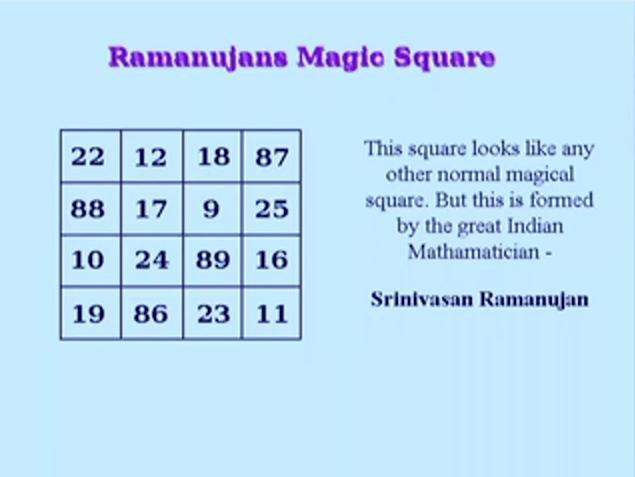 Ramanujans Magic Square
22 12 18 87
88 17 9 25
10 24 89 16
19 86 23 11
This square looks like any
other normal magical
square. But this is formed
by the great Indian
Mathamatician -
Srinivasan Ramanujan